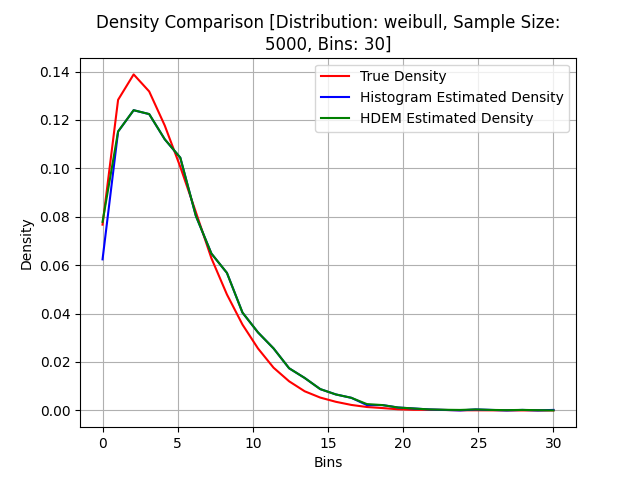 Density Comparison [Distribution: weibull, Sample Size:
5000, Bins: 30]
True Density
Histogram Estimated Density
HDEM Estimated Density
0.14
0.12
0.10
0.08
0.06
0.04
0.02
0.00
Density
0 5 10 15 20 25 30
Bins